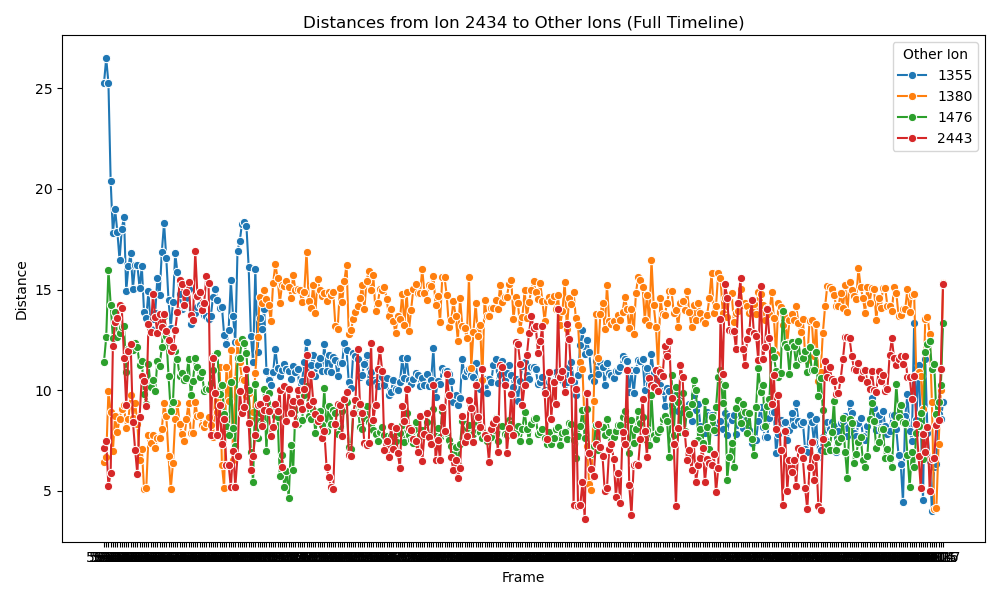 Distances from Ion 2434 to Other Ions (Full Timeline)
Other Ion
1355
1380
1476
2443
25
20
15
10
5
Distance
Frame